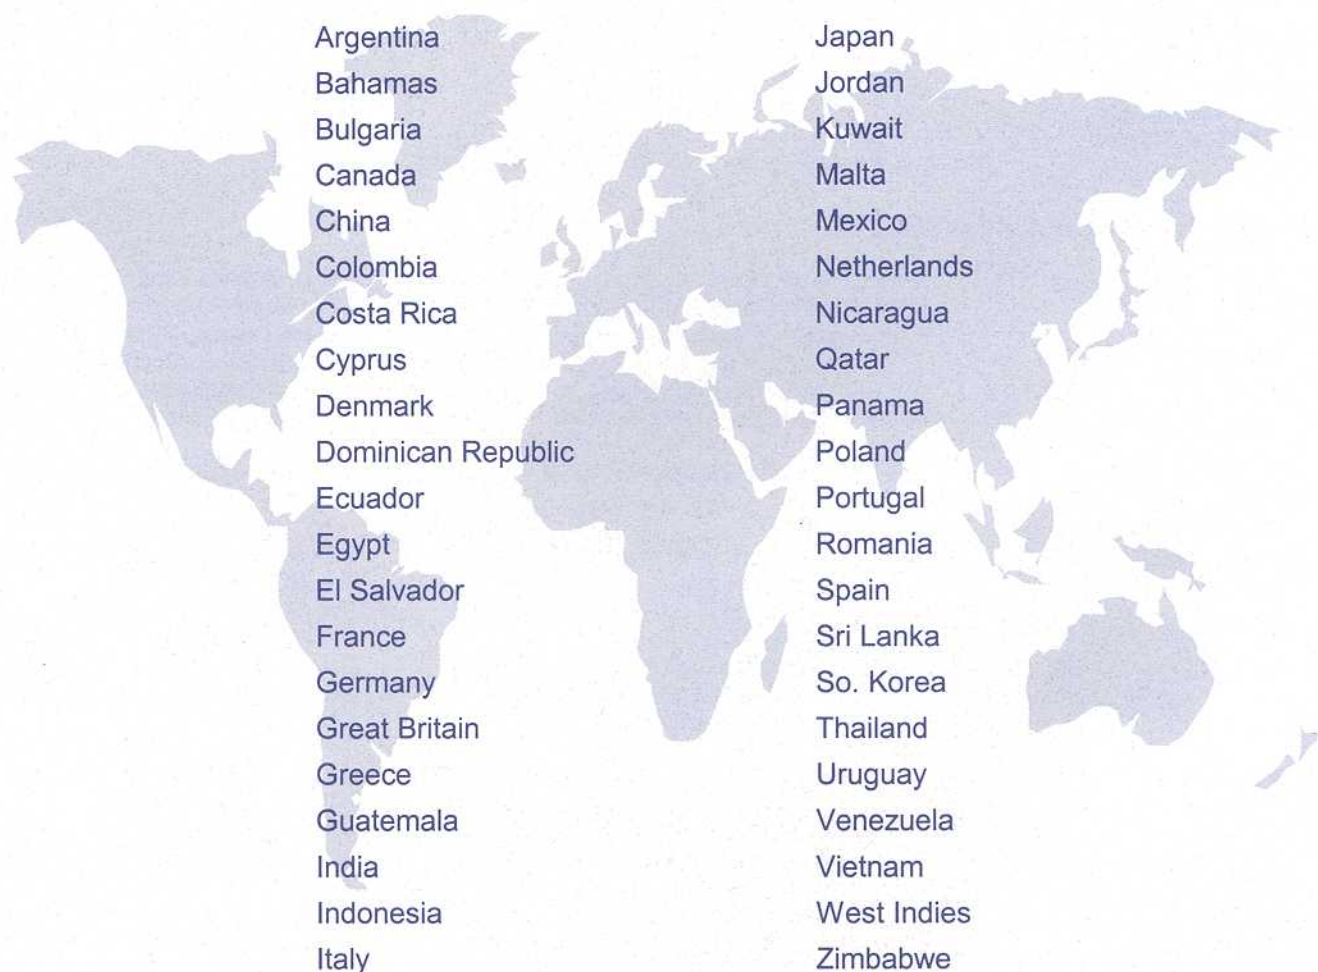 Argentina
Bahamas
Bulgaria
Canada
China
Colombia
Costa Rica
Cyprus
Denmark
Dominican Republic
Ecuador
Egypt
El Salvador
France
Germany
Great Britain
Greece
Guatemala
India
Indonesia
Italy
Japan
Jordan
Kuwait
Malta
Mexico
Netherlands
Nicaragua
Qatar
Panama
Poland
Portugal
Romania
Spain
Sri Lanka
So. Korea
Thailand
Uruguay
Venezuela
Vietnam
West Indies
Zimbabwe